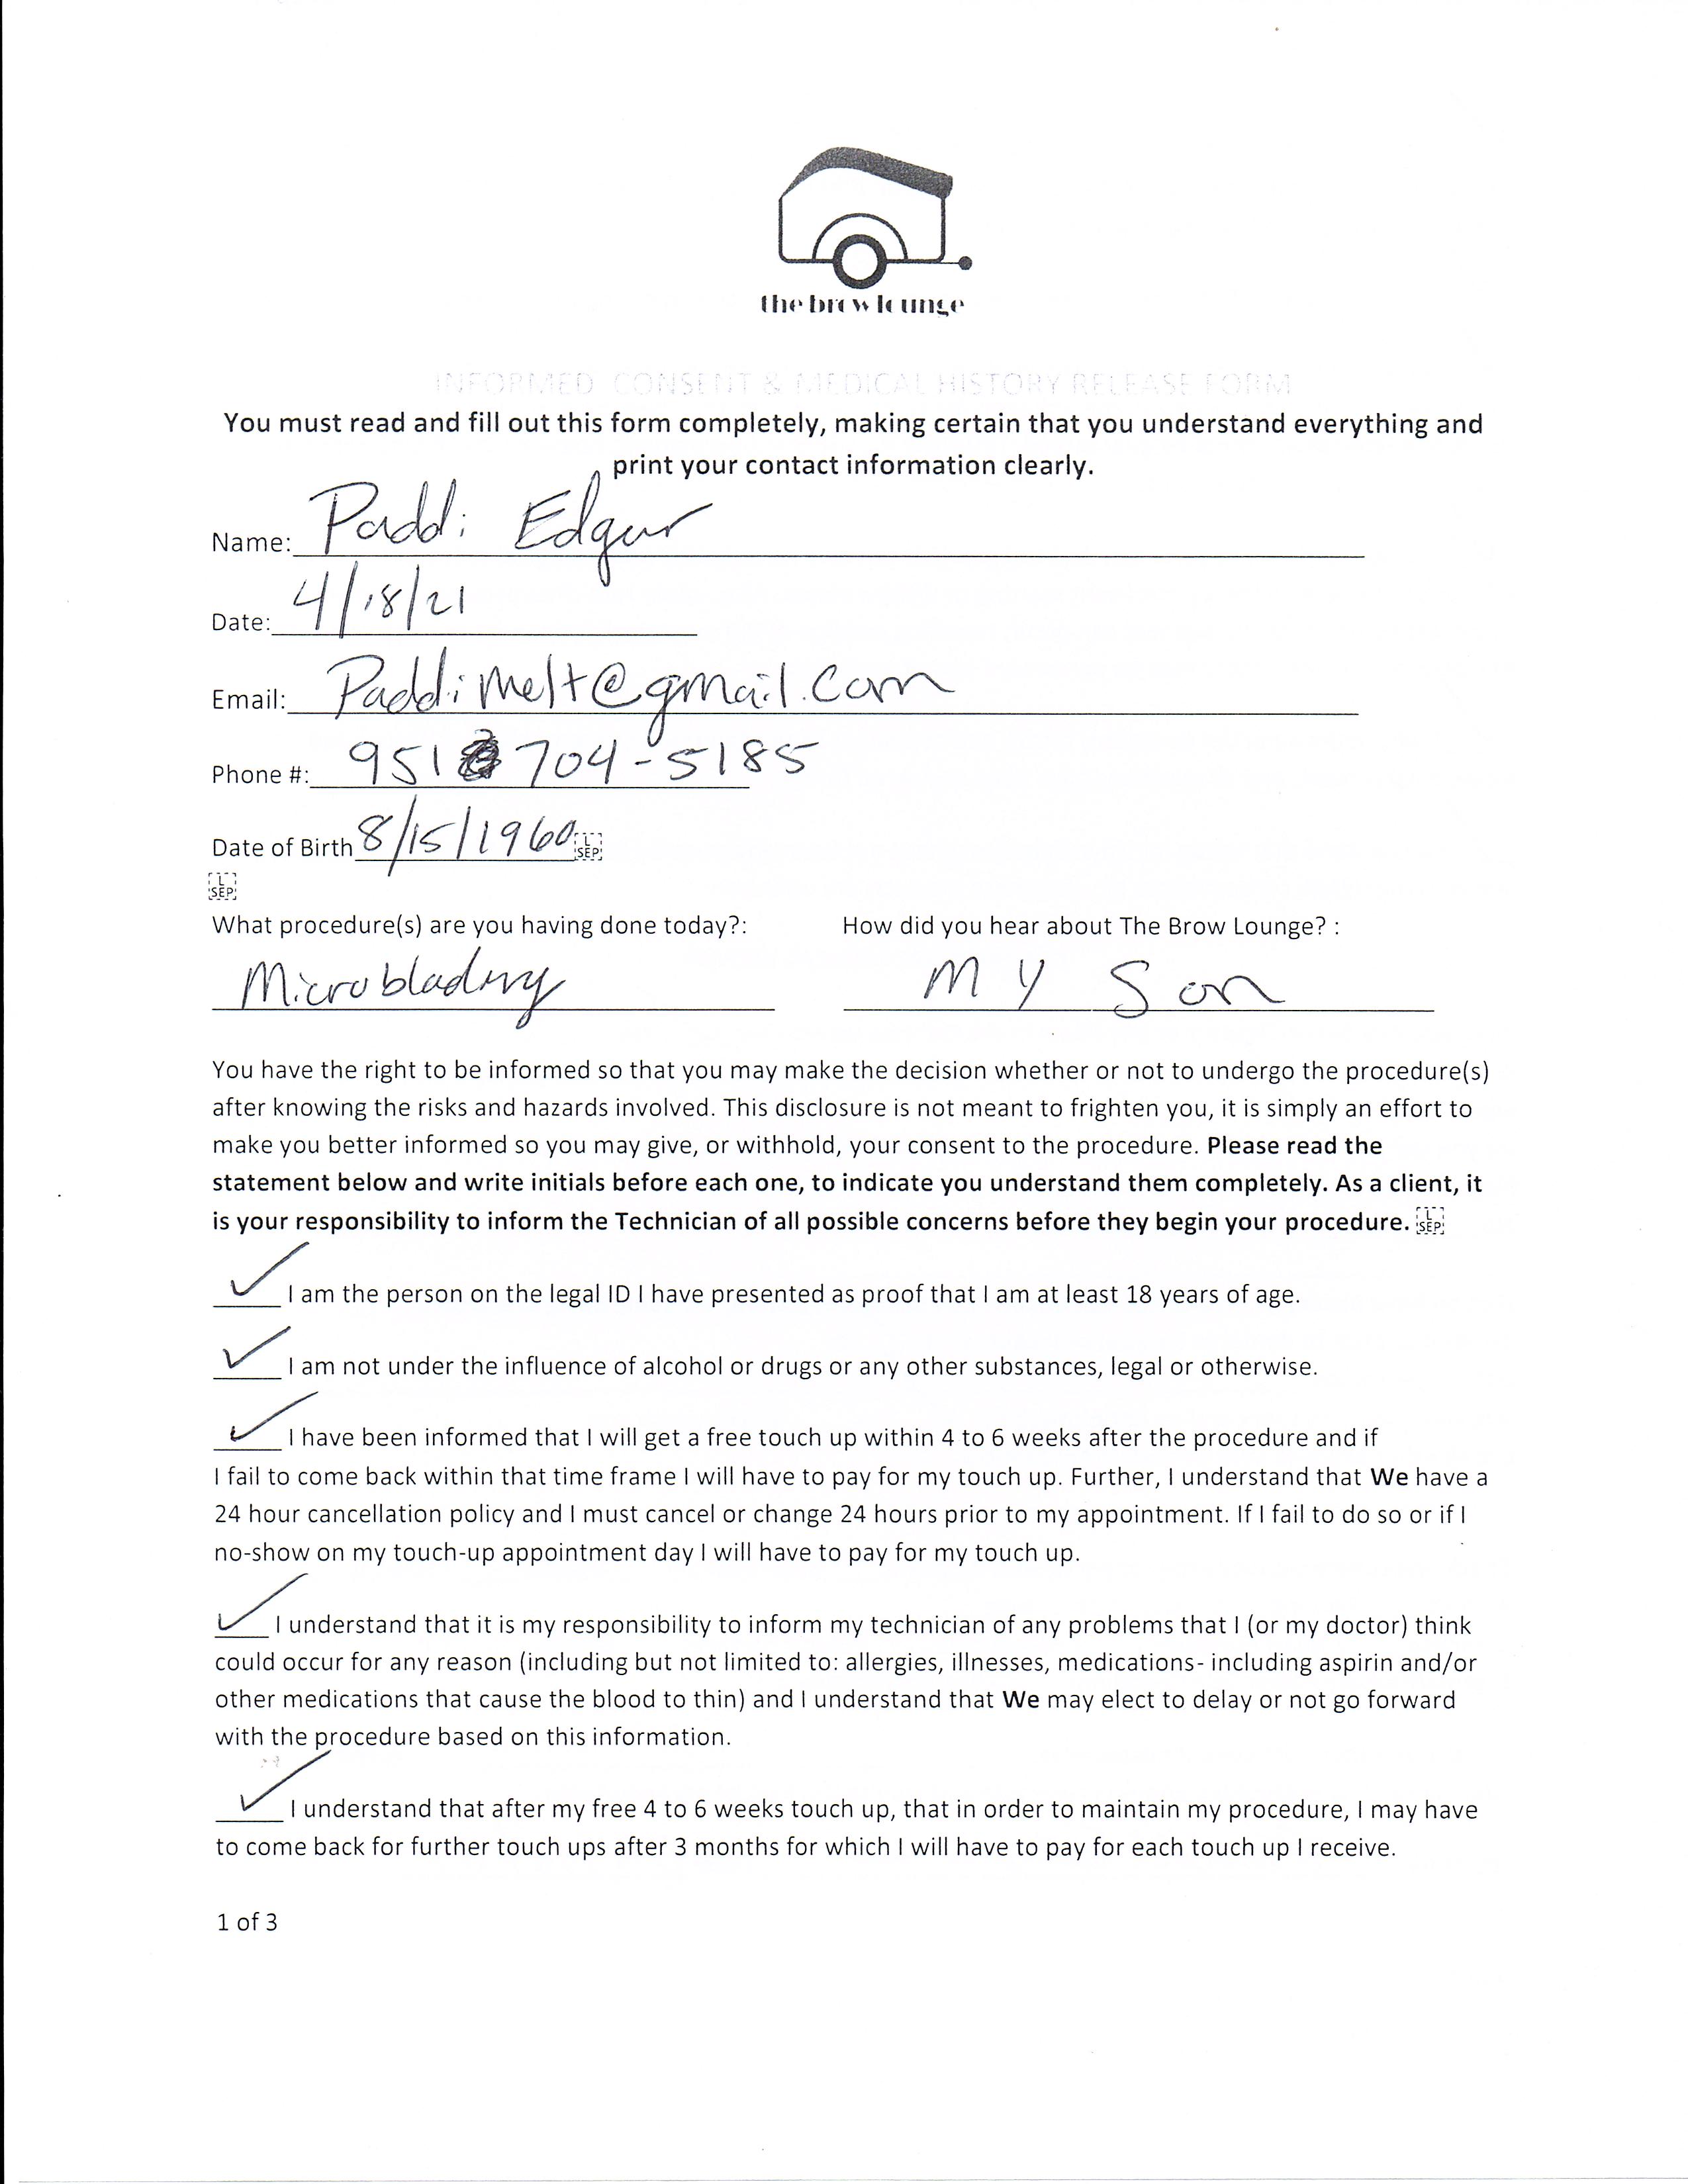 the brow lounge
INFORMED CONSENT & MEDICAL HISTORY RELEASE FORM
You must read and fill out this form completely, making certain that you understand everything and
print your contact information clearly.
Name: Paddi Edgar
Date: 4/18/21
Email: Paddimelt@gmail.com
Phone #: 951 704-5185
Date of Birth 8/15/1960 L SEP
L SEP
What procedure(s) are you having done today?: How did you hear about The Brow Lounge? :
Microblading MY Son
You have the right to be informed so that you may make the decision whether or not to undergo the procedure(s)
after knowing the risks and hazards involved. This disclosure is not meant to frighten you, it is simply an effort to
make you better informed so you may give, or withhold, your consent to the procedure. Please read the
statement below and write initials before each one, to indicate you understand them completely. As a client, it
is your responsibility to inform the Technician of all possible concerns before they begin your procedure. L SEP
✓ I am the person on the legal ID I have presented as proof that I am at least 18 years of age.
✓ I am not under the influence of alcohol or drugs or any other substances, legal or otherwise.
✓ I have been informed that I will get a free touch up within 4 to 6 weeks after the procedure and if
I fail to come back within that time frame I will have to pay for my touch up. Further, I understand that We have a
24 hour cancellation policy and I must cancel or change 24 hours prior to my appointment. If I fail to do so or if I
no-show on my touch-up appointment day I will have to pay for my touch up.
✓ I understand that it is my responsibility to inform my technician of any problems that I (or my doctor) think
could occur for any reason (including but not limited to: allergies, illnesses, medications- including aspirin and/or
other medications that cause the blood to thin) and I understand that We may elect to delay or not go forward
with the procedure based on this information.
✓ I understand that after my free 4 to 6 weeks touch up, that in order to maintain my procedure, I may have
to come back for further touch ups after 3 months for which I will have to pay for each touch up I receive.
1 of 3